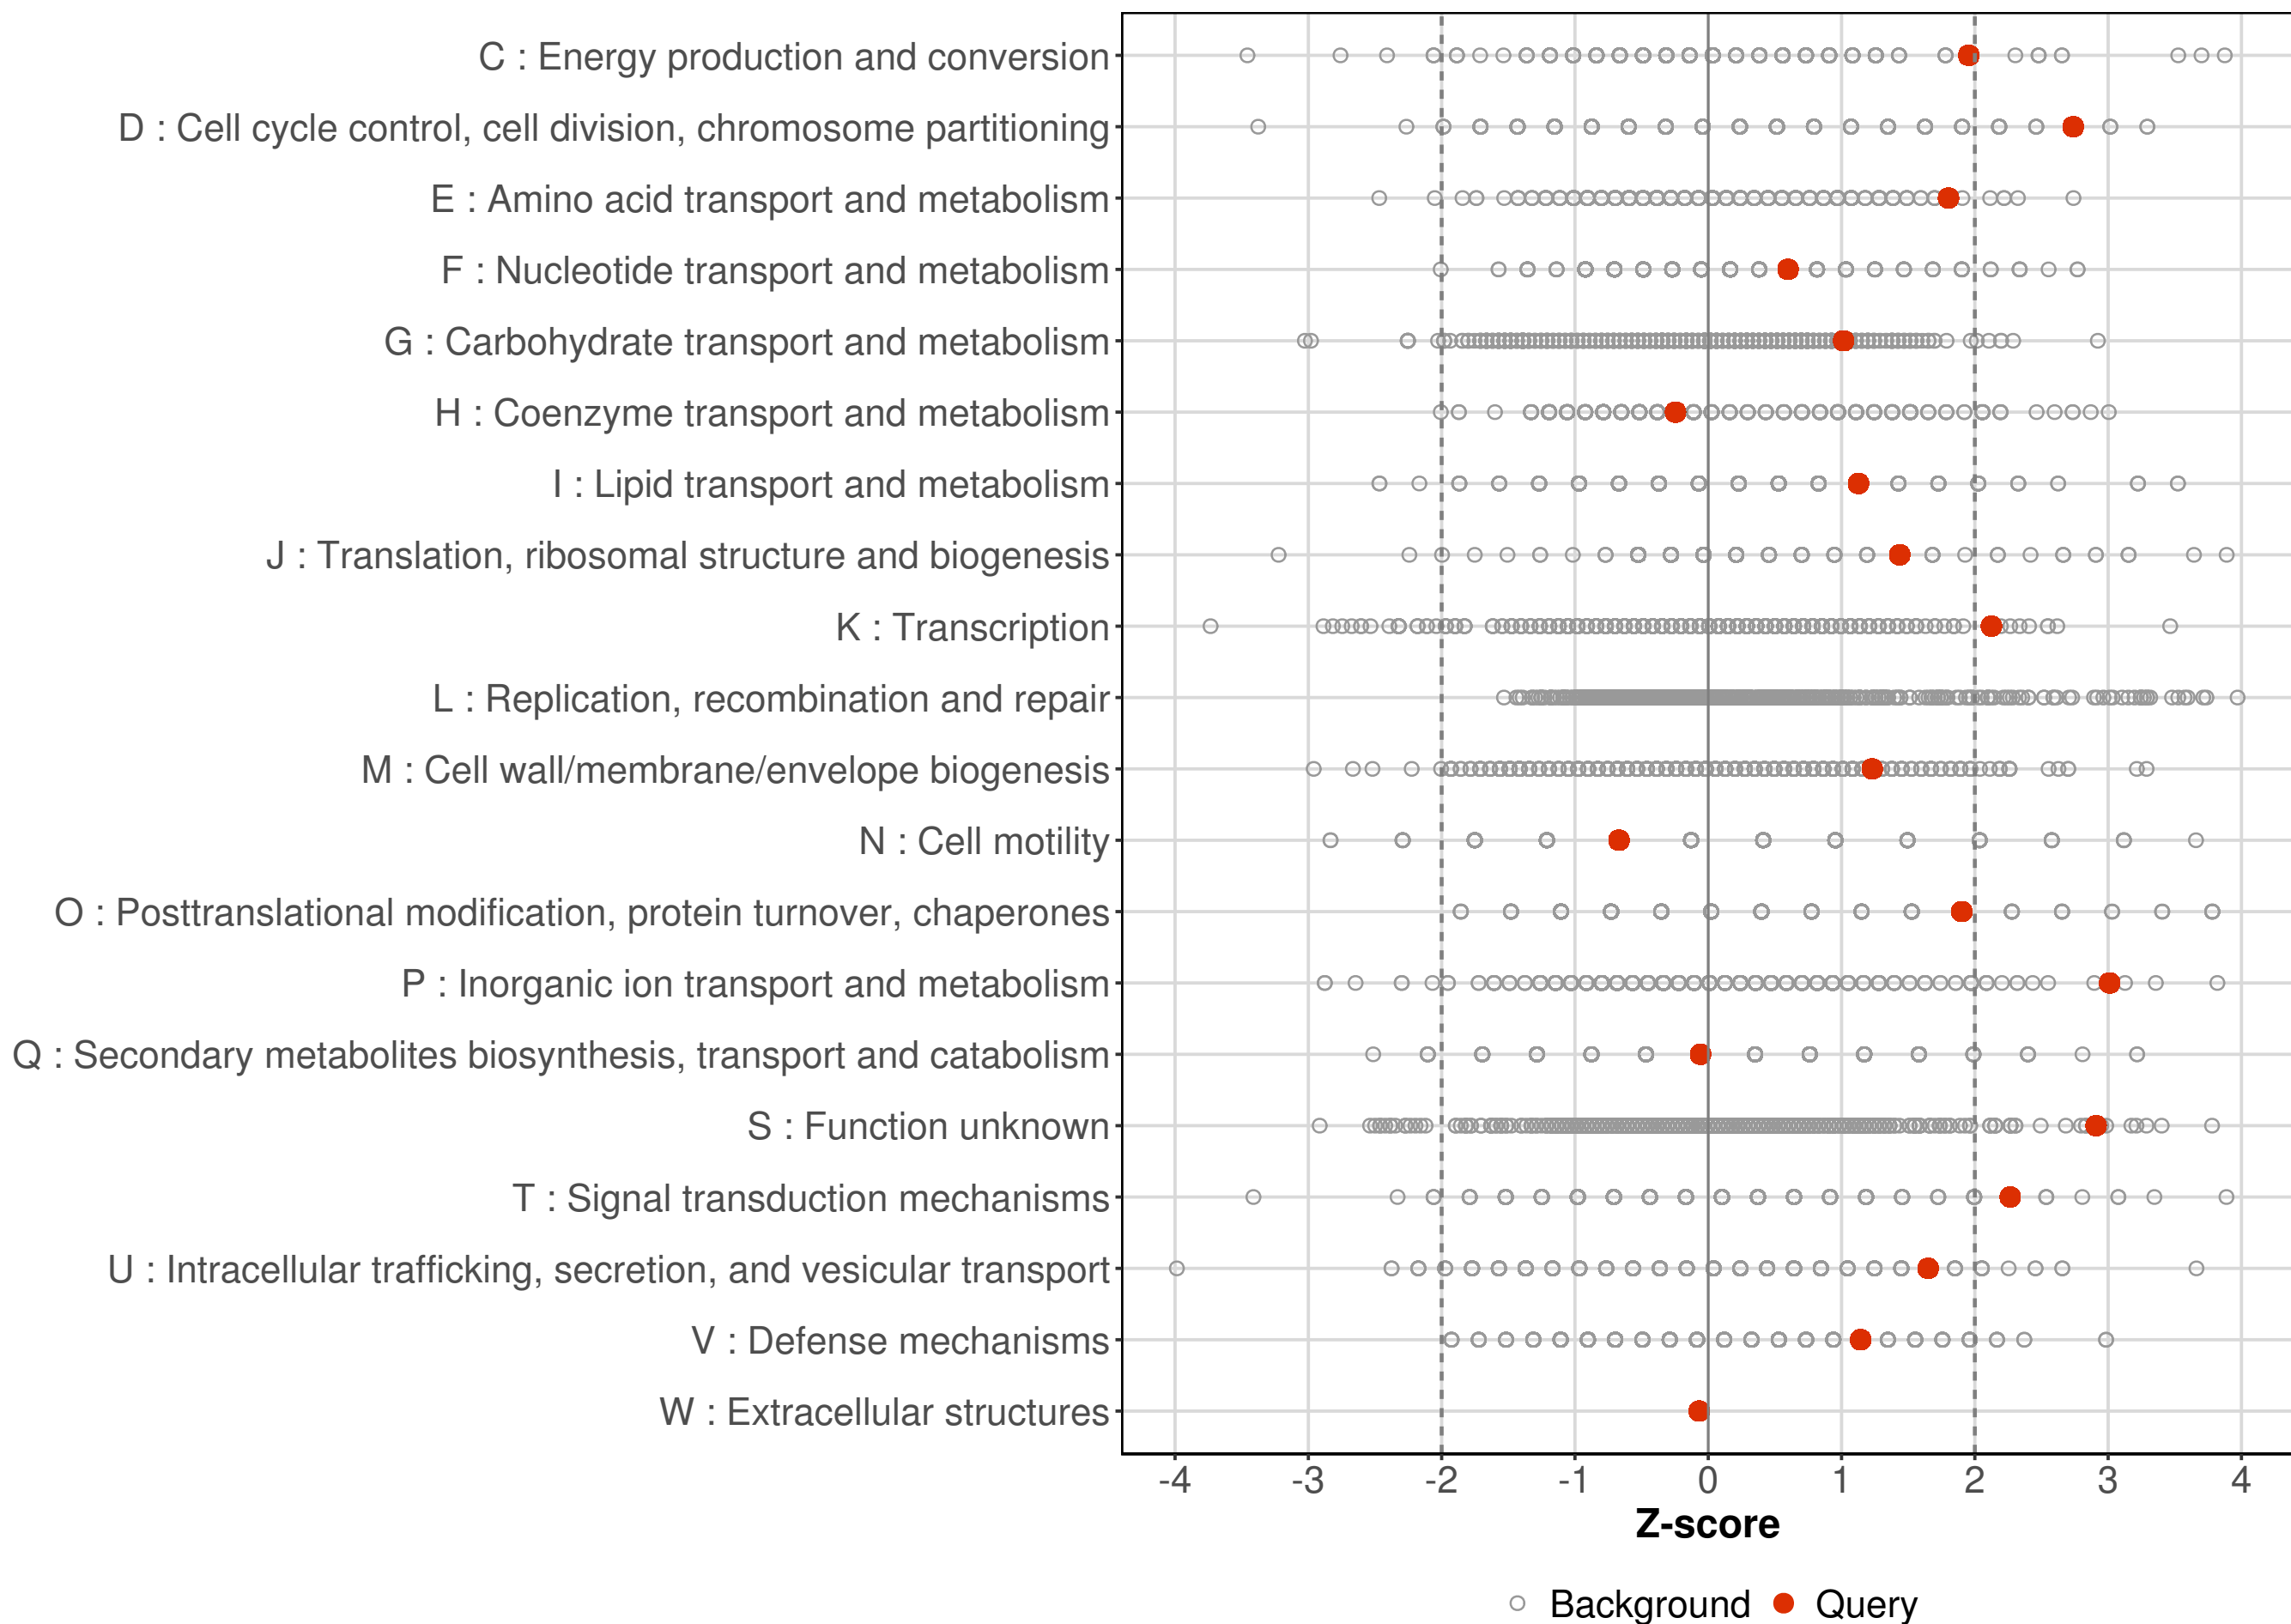 C : Energy production and conversion
D : Cell cycle control, cell division, chromosome partitioning
E : Amino acid transport and metabolism
F : Nucleotide transport and metabolism
G : Carbohydrate transport and metabolism
H : Coenzyme transport and metabolism
I : Lipid transport and metabolism
J : Translation, ribosomal structure and biogenesis
K : Transcription
L : Replication, recombination and repair
M : Cell wall/membrane/envelope biogenesis
N : Cell motility
O : Posttranslational modification, protein turnover, chaperones
P : Inorganic ion transport and metabolism
Q : Secondary metabolites biosynthesis, transport and catabolism
S : Function unknown
T : Signal transduction mechanisms
U : Intracellular trafficking, secretion, and vesicular transport
V : Defense mechanisms
W : Extracellular structures
-4 -3 -2 -1 0 1 2 3 4
Z-score
Background Query